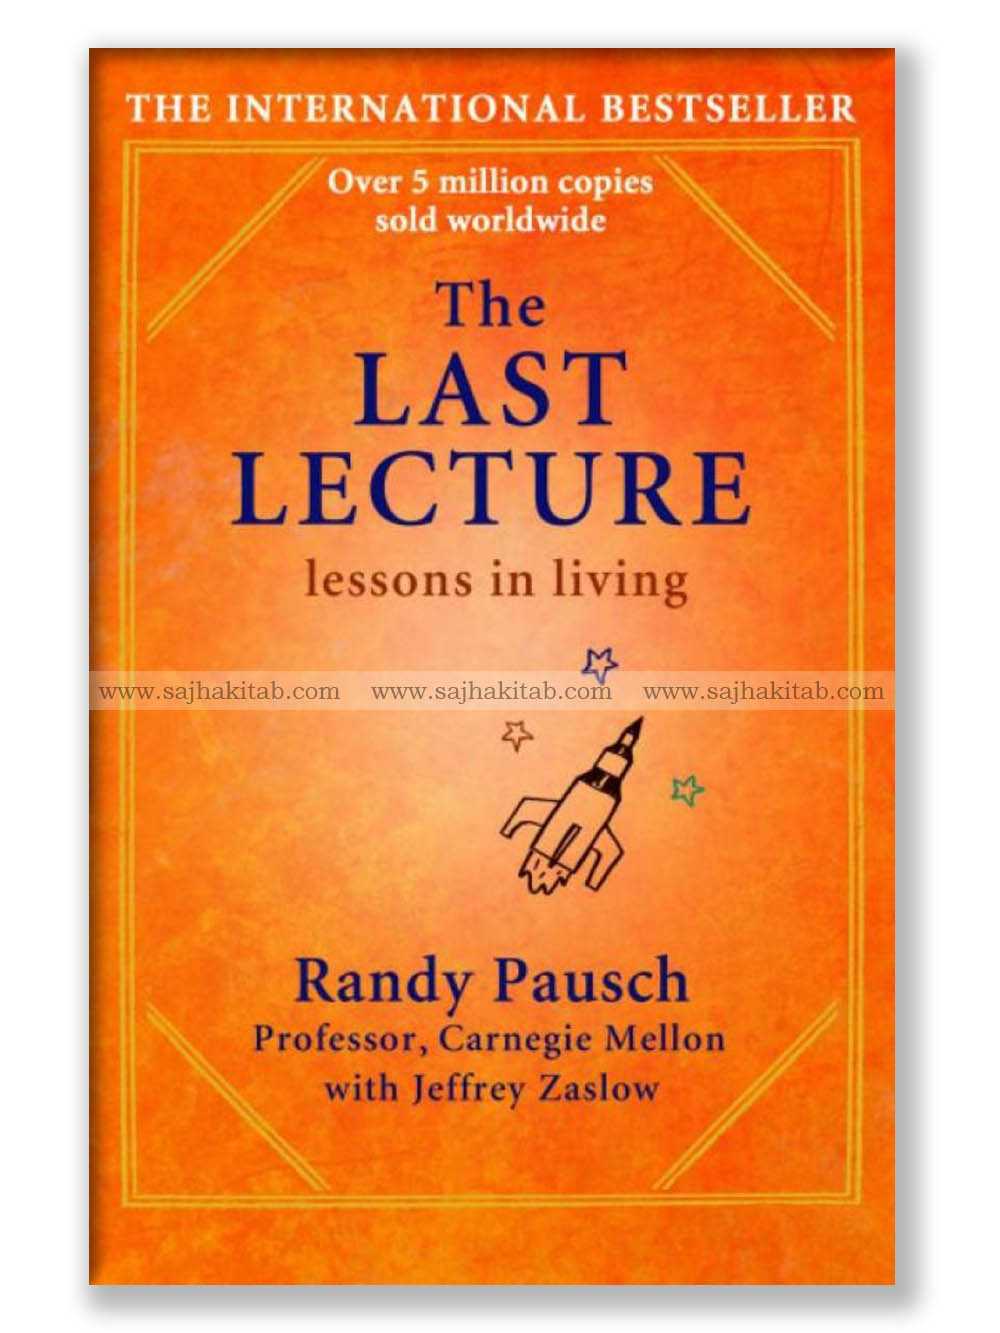 THE INTERNATIONAL BESTSELLER
Over 5 million copies
sold worldwide
The
LAST
LECTURE
lessons in living
www.sajhakitab.com www.sajhakitab.com www.sajhakitab.com
Randy Pausch
Professor, Carnegie Mellon
with Jeffrey Zaslow